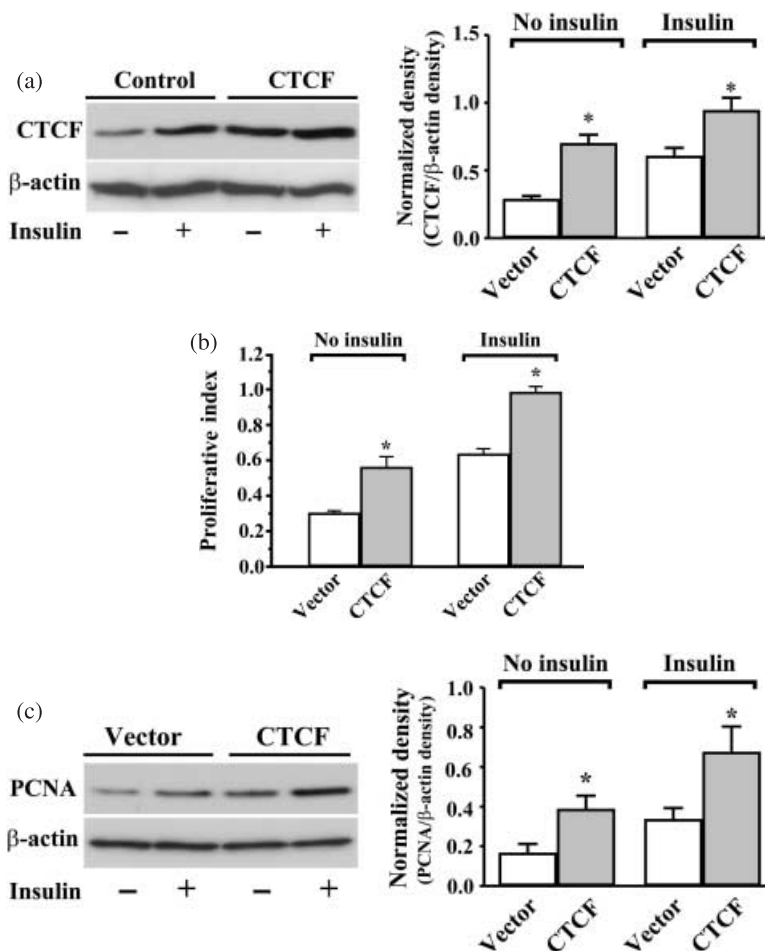 (a)
Control CTCF
CTCF
β-actin
Insulin − + − +
No insulin Insulin
Normalized density
(CTCF/β-actin density)
1.5
1.0
0.5
0.0
* *
Vector CTCF Vector CTCF
(b)
No insulin Insulin
Proliferative index
1.2
1.0
0.8
0.6
0.4
0.2
0.0
* *
Vector CTCF Vector CTCF
(c)
Vector CTCF
PCNA
β-actin
Insulin − + − +
No insulin Insulin
Normalized density
(PCNA/β-actin density)
1.0
0.8
0.6
0.4
0.2
0.0
* *
Vector CTCF Vector CTCF